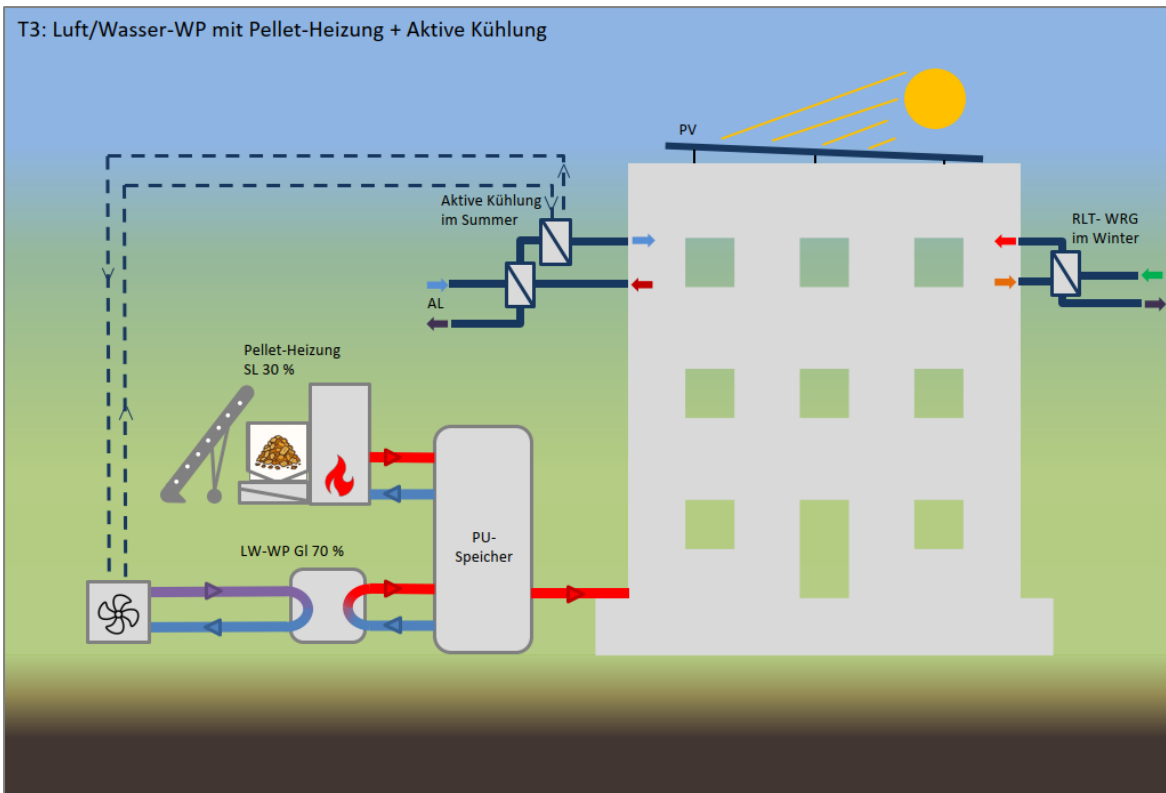 T3: Luft/Wasser-WP mit Pellet-Heizung + Aktive Kühlung
PV
Aktive Kühlung
im Summer
RLT- WRG
im Winter
AL
Pellet-Heizung
SL 30 %
LW-WP Gl 70 %
PU-
Speicher